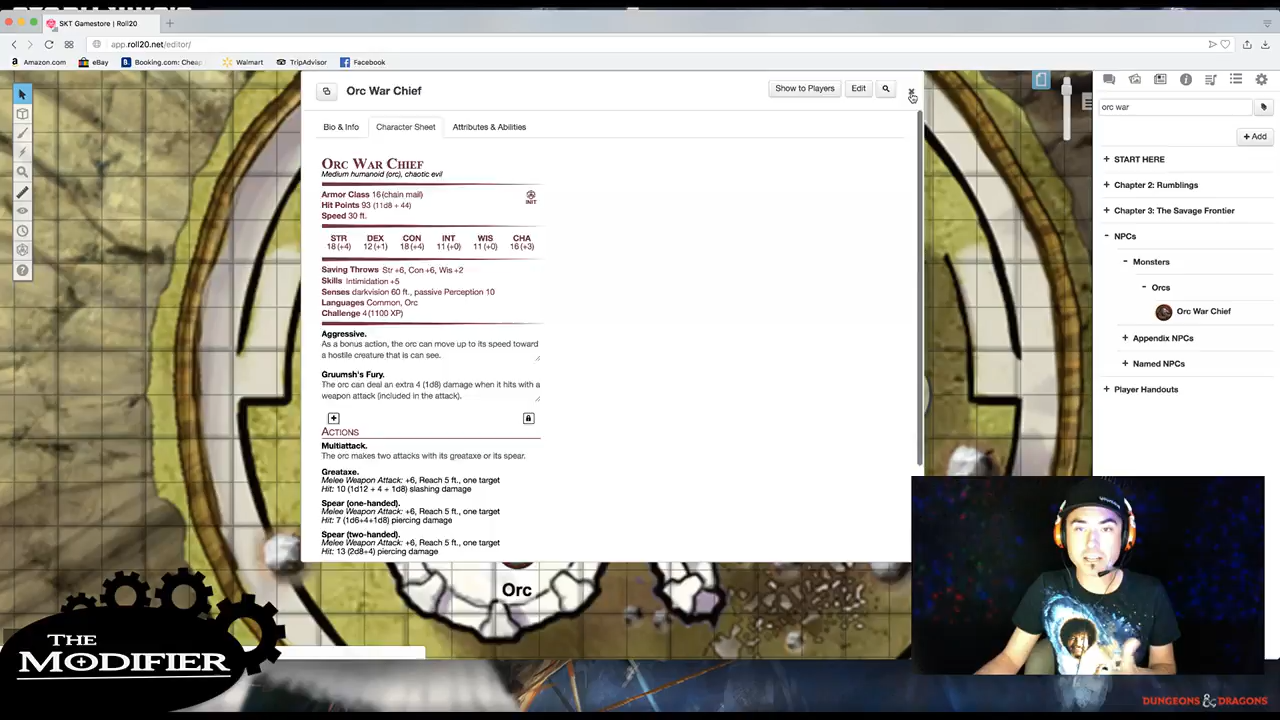 SKT Gamestore | Roll20
app.roll20.net/editor/
Amazon.com
eBay
Booking.com: Cheap
Walmart
TripAdvisor
Facebook
Orc War Chief
Show to Players
Edit
Bio & Info
Character Sheet
Attributes & Abilities
ORC WAR CHIEF
Medium humanoid (orc), chaotic evil
Armor Class 16 (chain mail)
Hit Points 93 (11d8 + 44)
Speed 30 ft.
INIT
STR DEX CON INT WIS CHA
18 (+4) 12 (+1) 18 (+4) 11 (+0) 11 (+0) 16 (+3)
Saving Throws Str +6, Con +6, Wis +2
Skills Intimidation +5
Senses darkvision 60 ft., passive Perception 10
Languages Common, Orc
Challenge 4 (1100 XP)
Aggressive.
As a bonus action, the orc can move up to its speed toward
a hostile creature that is can see.
Gruumsh's Fury.
The orc can deal an extra 4 (1d8) damage when it hits with a
weapon attack (included in the attack).
ACTIONS
Multiattack.
The orc makes two attacks with its greataxe or its spear.
Greataxe.
Melee Weapon Attack: +6, Reach 5 ft., one target
Hit: 10 (1d12 + 4 + 1d8) slashing damage
Spear (one-handed).
Melee Weapon Attack: +6, Reach 5 ft., one target
Hit: 7 (1d6+4+1d8) piercing damage
Spear (two-handed).
Melee Weapon Attack: +6, Reach 5 ft., one target
Hit: 13 (2d8+4) piercing damage
Orc
orc war
+ Add
START HERE
Chapter 2: Rumblings
Chapter 3: The Savage Frontier
NPCs
Monsters
Orcs
Orc War Chief
Appendix NPCs
Named NPCs
Player Handouts
THE
MODIFIER
DUNGEONS & DRAGONS